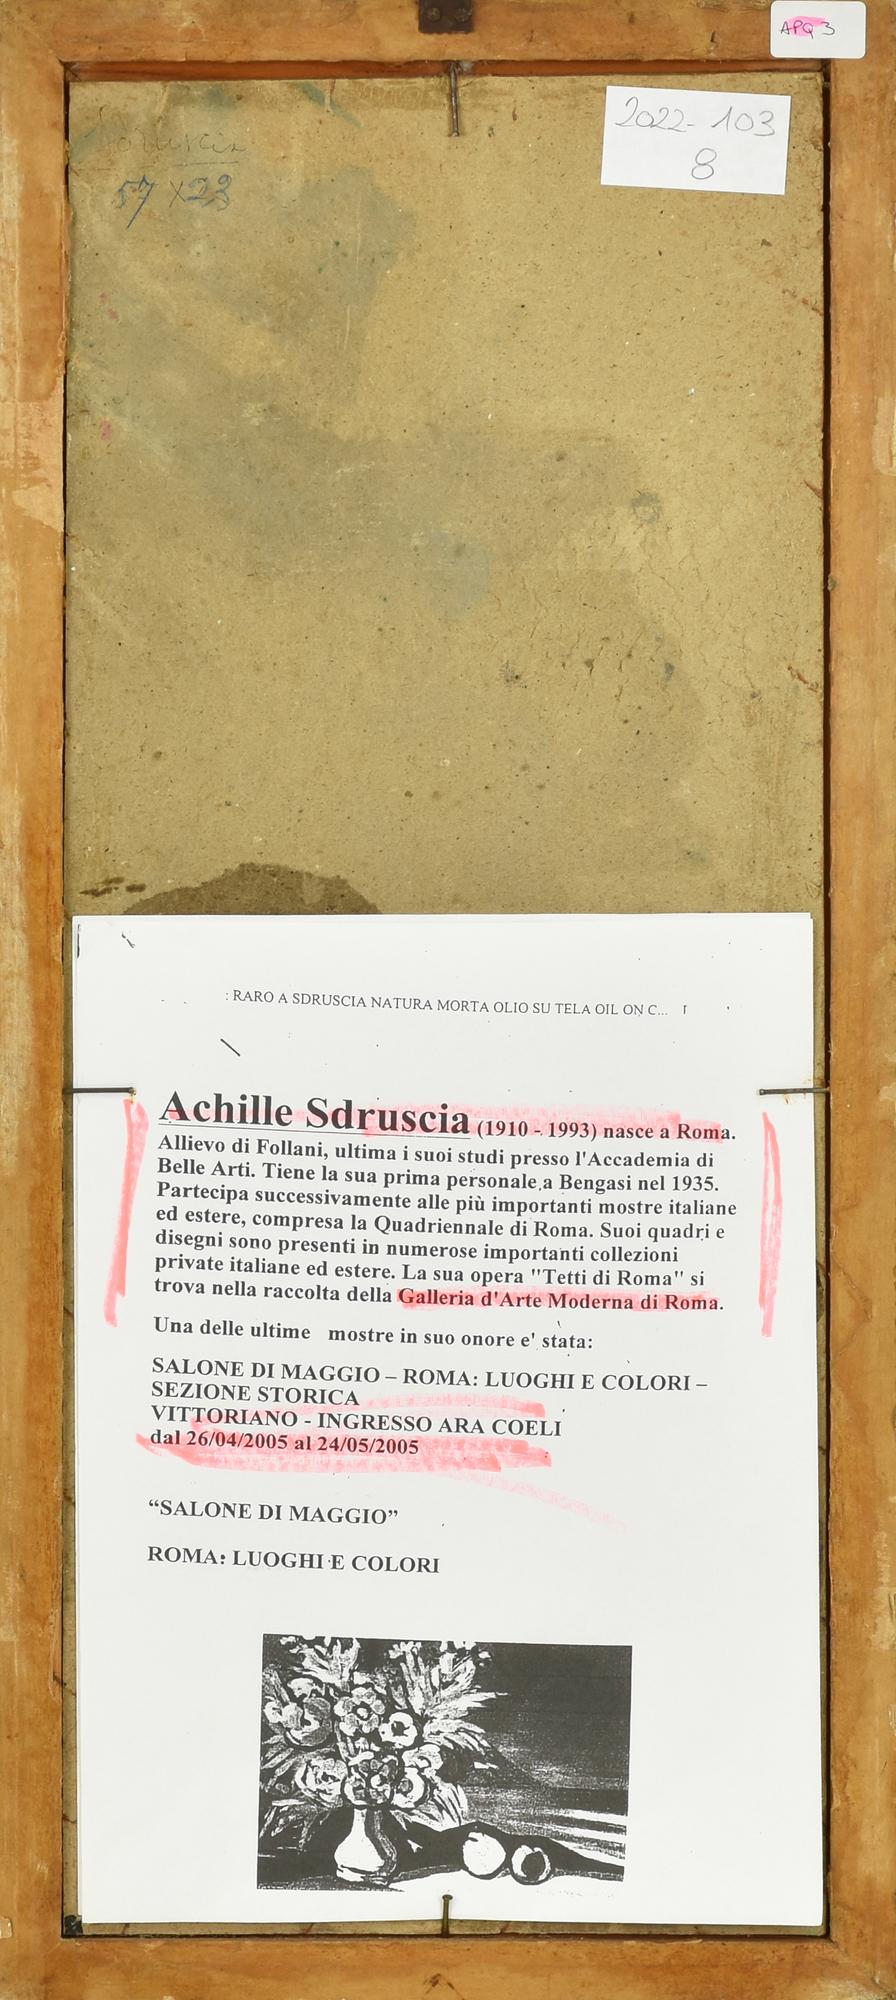 APQ 3
2022-103
8
Sdruscia
57 x 23
: RARO A SDRUSCIA NATURA MORTA OLIO SU TELA OIL ON C...
Achille Sdruscia (1910 - 1993) nasce a Roma.
Allievo di Follani, ultima i suoi studi presso l'Accademia di
Belle Arti. Tiene la sua prima personale a Bengasi nel 1935.
Partecipa successivamente alle più importanti mostre italiane
ed estere, compresa la Quadriennale di Roma. Suoi quadri e
disegni sono presenti in numerose importanti collezioni
private italiane ed estere. La sua opera "Tetti di Roma" si
trova nella raccolta della Galleria d'Arte Moderna di Roma.
Una delle ultime mostre in suo onore e' stata:
SALONE DI MAGGIO – ROMA: LUOGHI E COLORI –
SEZIONE STORICA
VITTORIANO - INGRESSO ARA COELI
dal 26/04/2005 al 24/05/2005
“SALONE DI MAGGIO”
ROMA: LUOGHI E COLORI